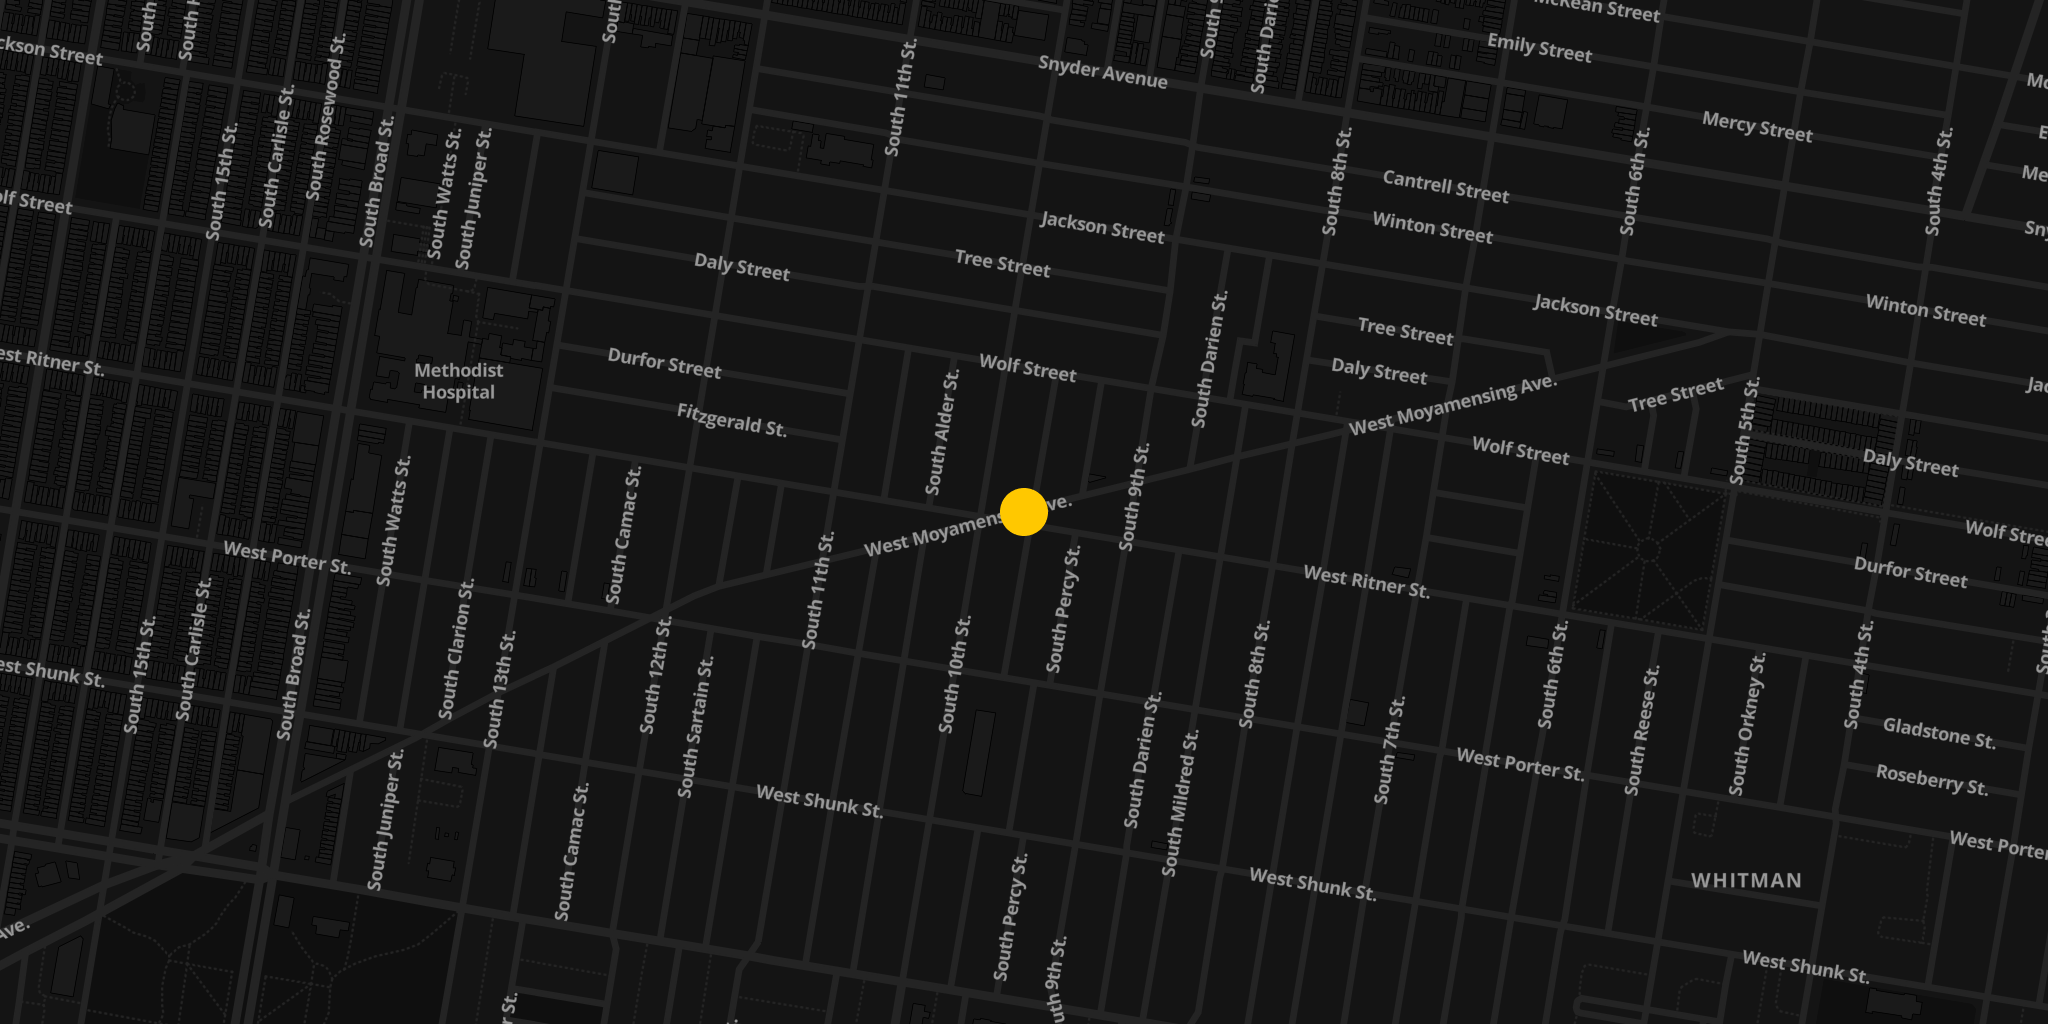 McKean Street
Emily Street
Snyder Avenue
South 11th St.
Mercy Street
South 8th St.
South 6th St.
South 4th St.
Cantrell Street
Winton Street
South Rosewood St.
South Carlisle St.
South 15th St.
South Broad St.
South Watts St.
South Juniper St.
Jackson Street
Tree Street
Daly Street
Jackson Street
Winton Street
South Darien St.
Tree Street
Daly Street
West Moyamensing Ave.
Tree Street
South 5th St.
Durfor Street
Wolf Street
Methodist
Hospital
Fitzgerald St.
South Alder St.
South 9th St.
Wolf Street
Daly Street
South Watts St.
South Camac St.
West Porter St.
South 11th St.
South Percy St.
West Ritner St.
Durfor Street
South Clarion St.
South 13th St.
South 12th St.
South Sartain St.
South 10th St.
South 8th St.
South 6th St.
South 4th St.
South 15th St.
South Carlisle St.
South Broad St.
South Darien St.
South Mildred St.
South 7th St.
South Reese St.
South Orkney St.
Gladstone St.
Roseberry St.
West Porter St.
West Shunk St.
South Juniper St.
South Camac St.
South Percy St.
West Shunk St.
WHITMAN
West Porter
West Shunk St.